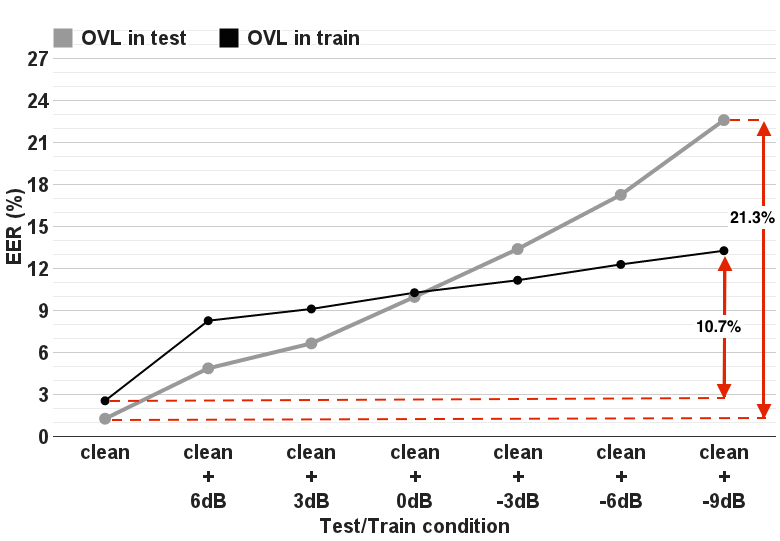 OVL in test OVL in train
27
24
21
18
15
12
9
6
3
0
EER (%)
21.3%
10.7%
clean clean clean clean clean clean clean
+ + + + + +
6dB 3dB 0dB -3dB -6dB -9dB
Test/Train condition